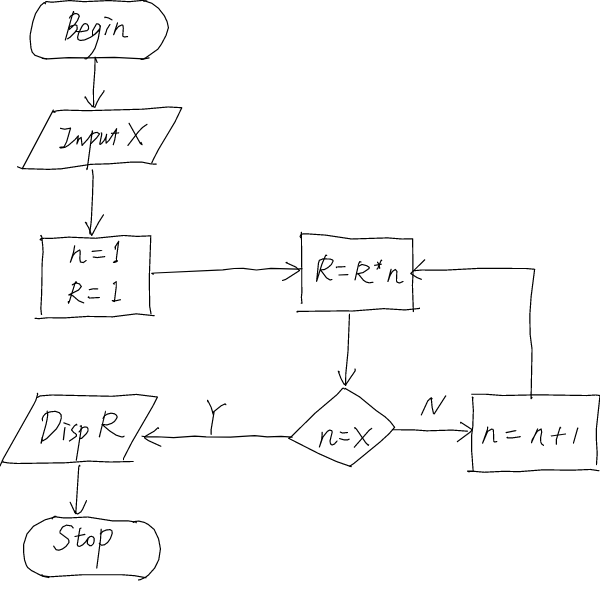 Begin
Input X
n=1
R=1
R=R*n
n=X
Y
N
n=n+1
Disp R
Stop